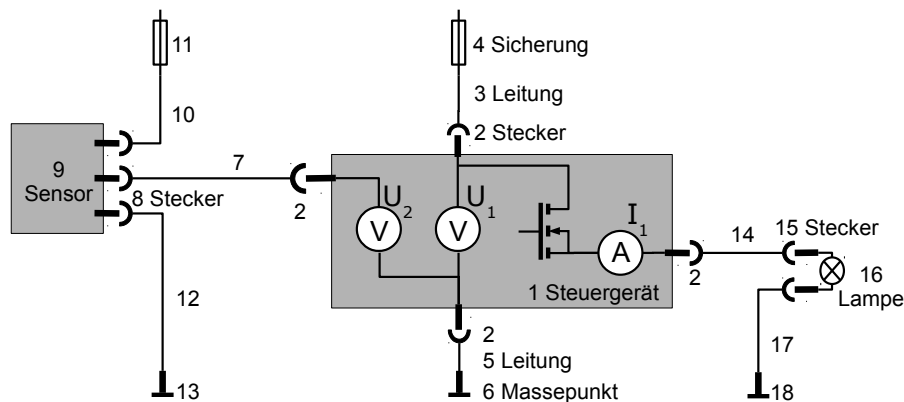 11
4 Sicherung
10
3 Leitung
2 Stecker
9
Sensor
7
8 Stecker
2
U2
U1
I1
V
V
A
14
15 Stecker
2
16
Lampe
1 Steuergerät
12
2
17
5 Leitung
13
6 Massepunkt
18